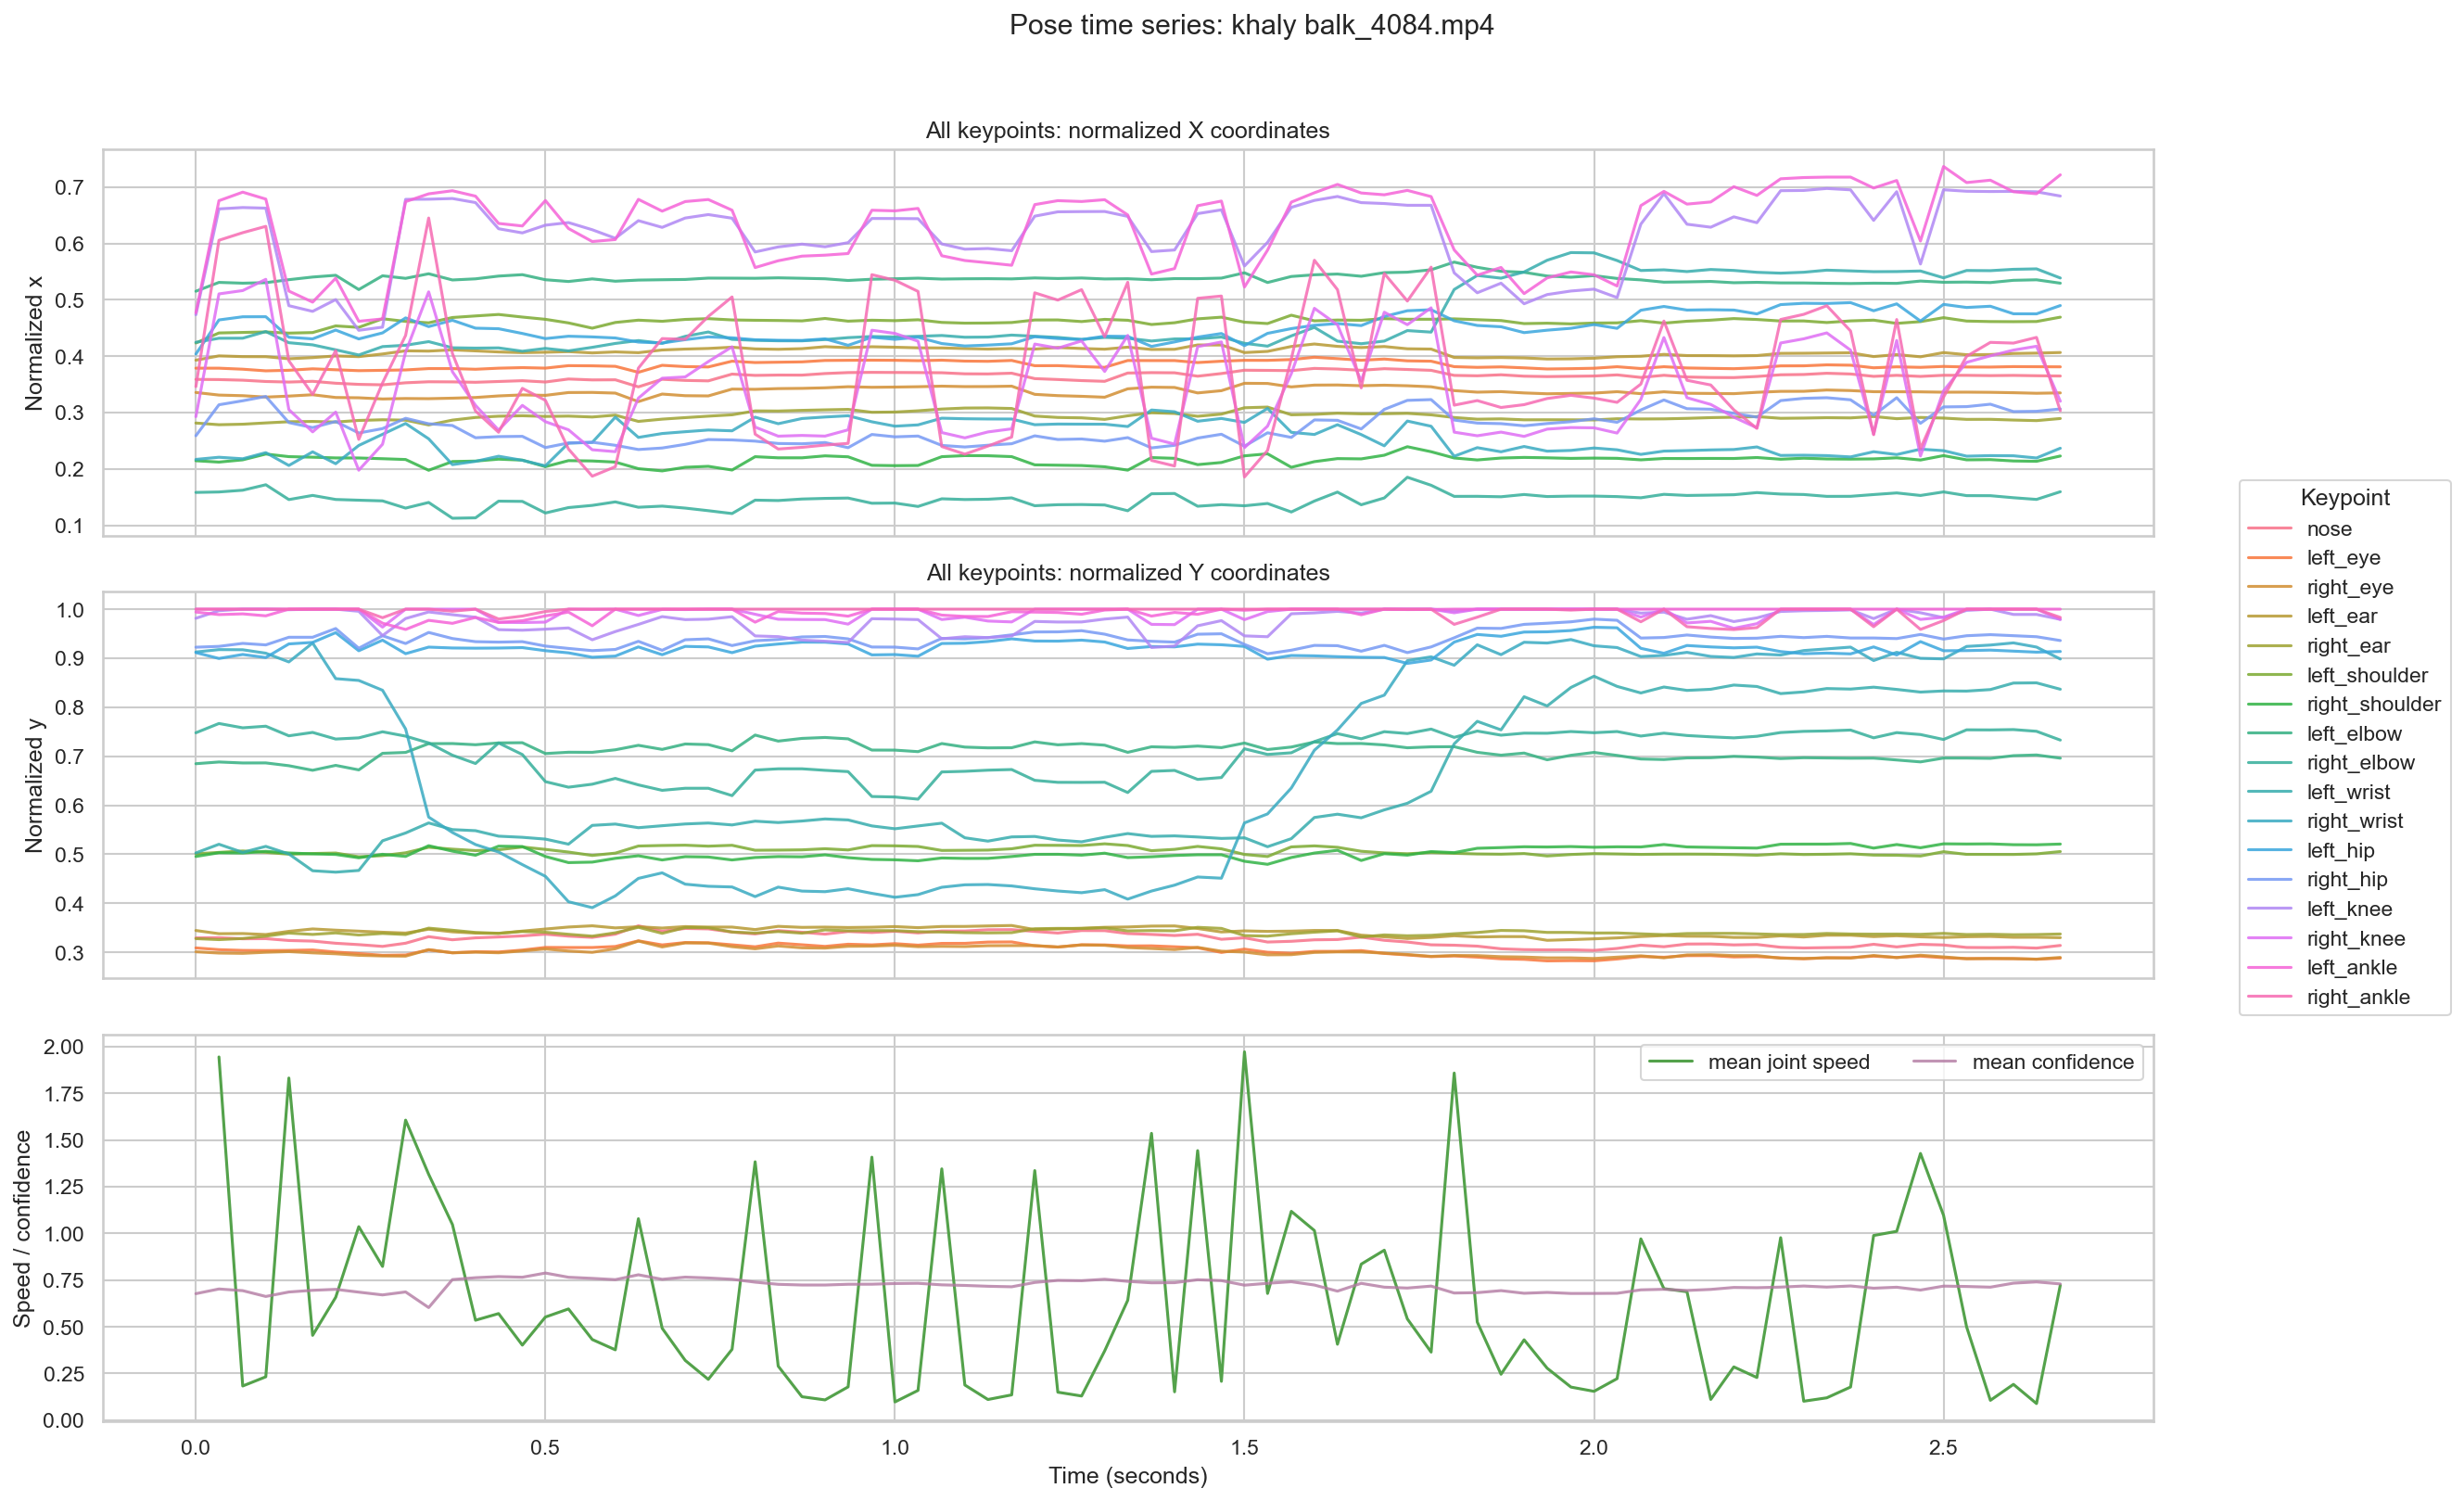 Pose time series: khaly balk_4084.mp4
All keypoints: normalized X coordinates
Normalized x
0.7
0.6
0.5
0.4
0.3
0.2
0.1
All keypoints: normalized Y coordinates
Normalized y
1.0
0.9
0.8
0.7
0.6
0.5
0.4
0.3
Keypoint
nose
left_eye
right_eye
left_ear
right_ear
left_shoulder
right_shoulder
left_elbow
right_elbow
left_wrist
right_wrist
left_hip
right_hip
left_knee
right_knee
left_ankle
right_ankle
mean joint speed
mean confidence
Speed / confidence
2.00
1.75
1.50
1.25
1.00
0.75
0.50
0.25
0.00
0.0
0.5
1.0
1.5
2.0
2.5
Time (seconds)